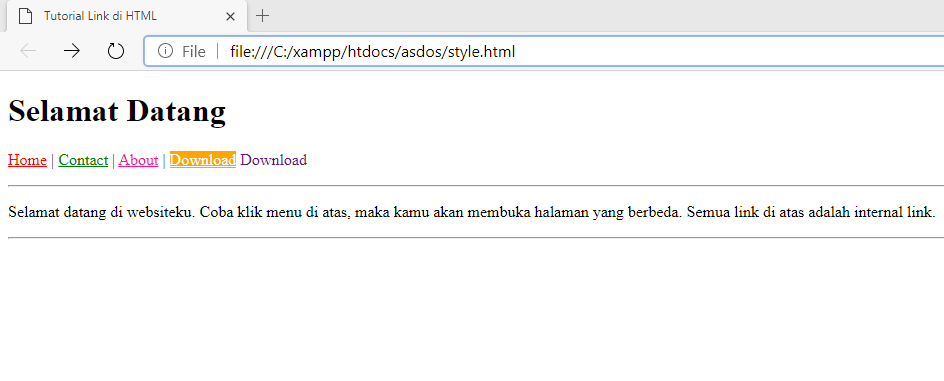 Tutorial Link di HTML
File | file:///C:/xampp/htdocs/asdos/style.html
Selamat Datang
Home | Contact | About | Download Download
Selamat datang di websiteku. Coba klik menu di atas, maka kamu akan membuka halaman yang berbeda. Semua link di atas adalah internal link.